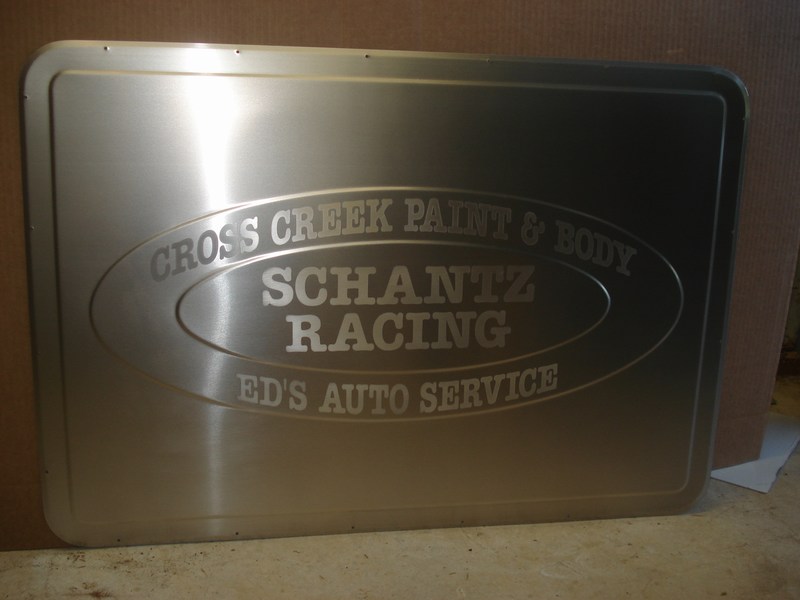 CROSS CREEK PAINT & BODY
SCHANTZ
RACING
ED'S AUTO SERVICE